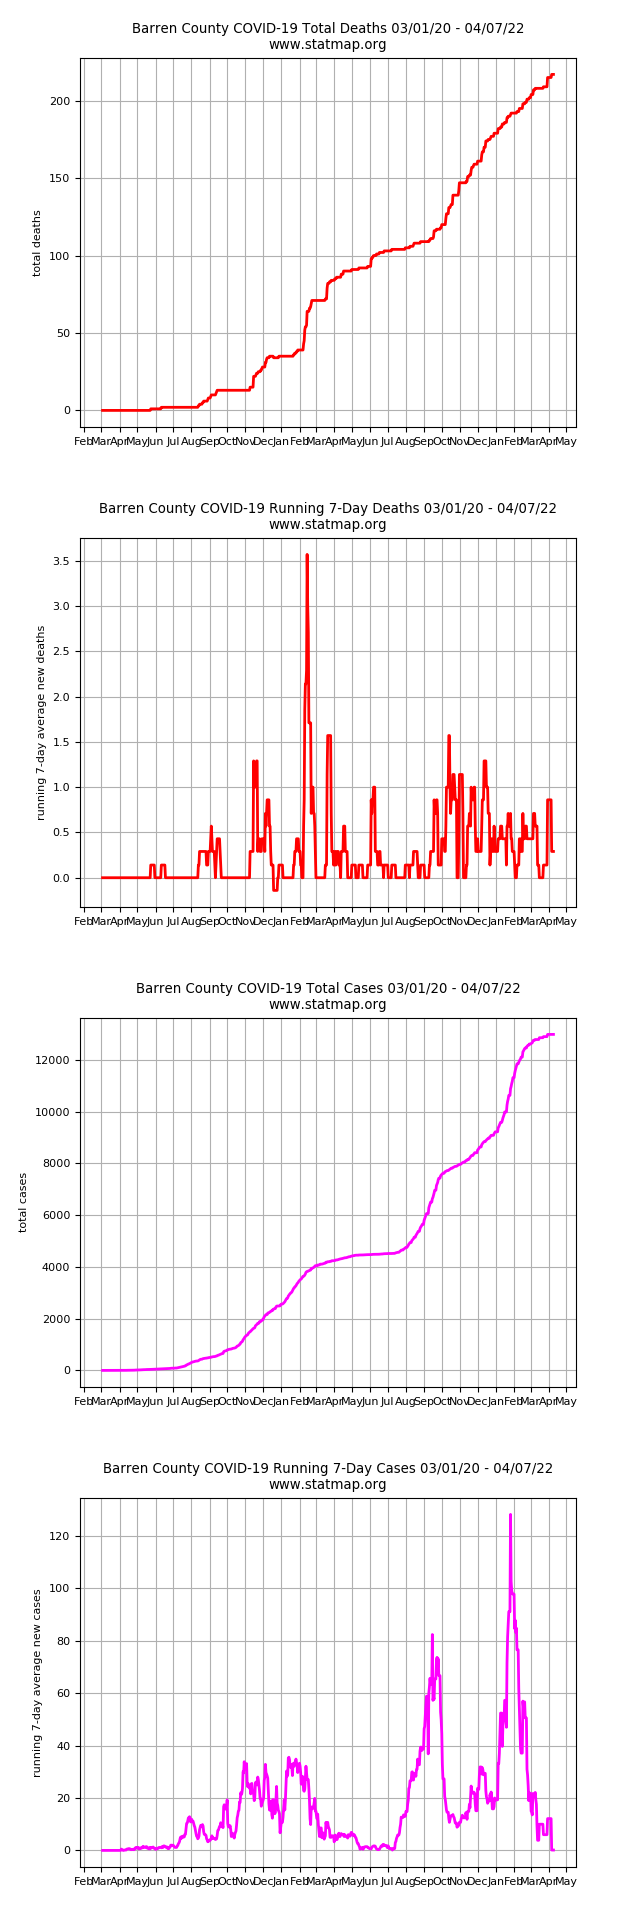 Barren County COVID-19 Total Deaths 03/01/20 - 04/07/22
www.statmap.org
200
150
100
50
0
total deaths
Feb Mar Apr May Jun Jul Aug Sep Oct Nov Dec Jan Feb Mar Apr May Jun Jul Aug Sep Oct Nov Dec Jan Feb Mar Apr May
Barren County COVID-19 Running 7-Day Deaths 03/01/20 - 04/07/22
www.statmap.org
3.5
3.0
2.5
2.0
1.5
1.0
0.5
0.0
running 7-day average new deaths
Feb Mar Apr May Jun Jul Aug Sep Oct Nov Dec Jan Feb Mar Apr May Jun Jul Aug Sep Oct Nov Dec Jan Feb Mar Apr May
Barren County COVID-19 Total Cases 03/01/20 - 04/07/22
www.statmap.org
12000
10000
8000
6000
4000
2000
0
total cases
Feb Mar Apr May Jun Jul Aug Sep Oct Nov Dec Jan Feb Mar Apr May Jun Jul Aug Sep Oct Nov Dec Jan Feb Mar Apr May
Barren County COVID-19 Running 7-Day Cases 03/01/20 - 04/07/22
www.statmap.org
120
100
80
60
40
20
0
running 7-day average new cases
Feb Mar Apr May Jun Jul Aug Sep Oct Nov Dec Jan Feb Mar Apr May Jun Jul Aug Sep Oct Nov Dec Jan Feb Mar Apr May